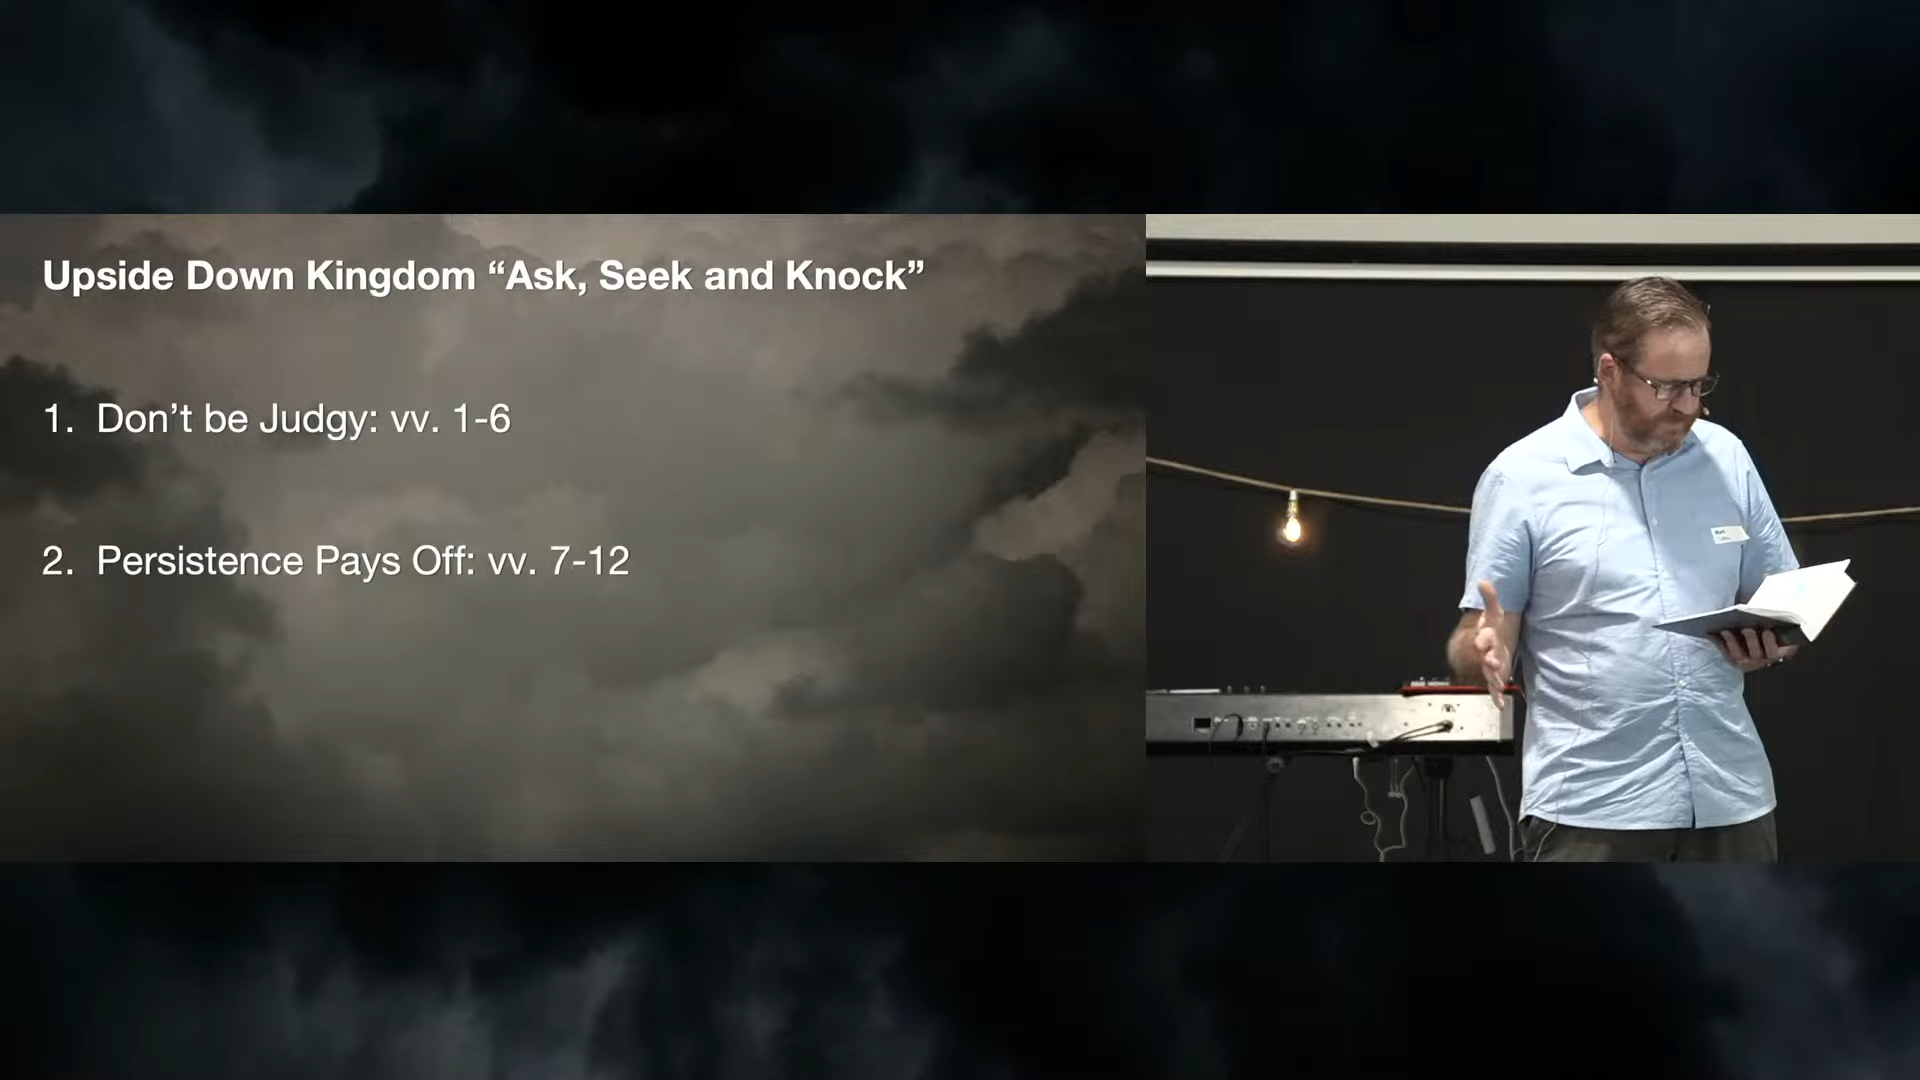 Upside Down Kingdom “Ask, Seek and Knock”
1. Don’t be Judgy: vv. 1-6
2. Persistence Pays Off: vv. 7-12